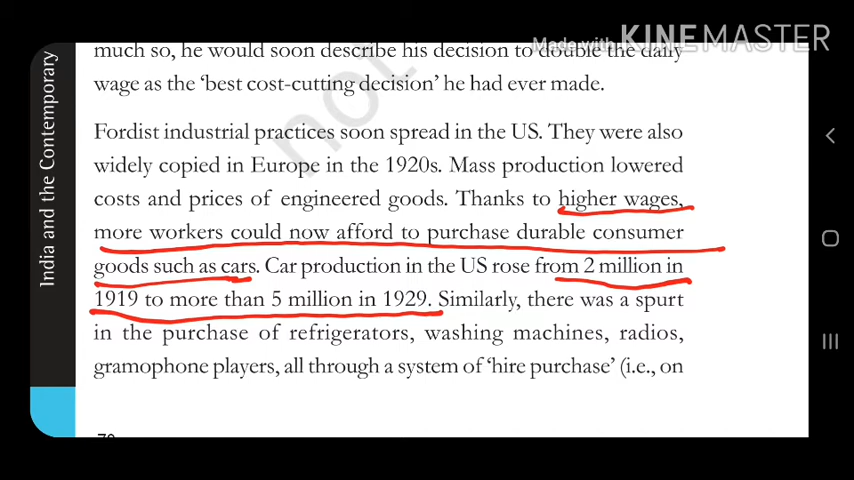 Made with KINEMASTER
much so, he would soon describe his decision to double the daily
wage as the ‘best cost-cutting decision’ he had ever made.
Fordist industrial practices soon spread in the US. They were also
widely copied in Europe in the 1920s. Mass production lowered
costs and prices of engineered goods. Thanks to higher wages,
more workers could now afford to purchase durable consumer
goods such as cars. Car production in the US rose from 2 million in
1919 to more than 5 million in 1929. Similarly, there was a spurt
in the purchase of refrigerators, washing machines, radios,
gramophone players, all through a system of ‘hire purchase’ (i.e., on
India and the Contemporary
not